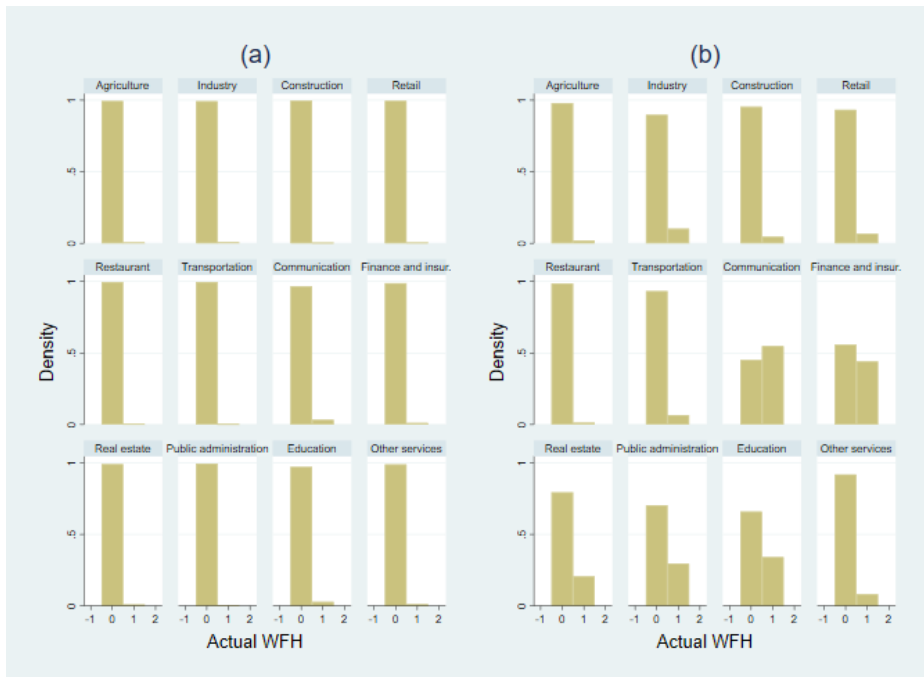 (a)
Agriculture Industry Construction Retail
1
.5
0
Restaurant Transportation Communication Finance and insur.
1
.5
0
Real estate Public administration Education Other services
1
.5
0
-1 0 1 2 -1 0 1 2 -1 0 1 2 -1 0 1 2
Density
Actual WFH
(b)
Agriculture Industry Construction Retail
1
.5
0
Restaurant Transportation Communication Finance and insur.
1
.5
0
Real estate Public administration Education Other services
1
.5
0
-1 0 1 2 -1 0 1 2 -1 0 1 2 -1 0 1 2
Density
Actual WFH